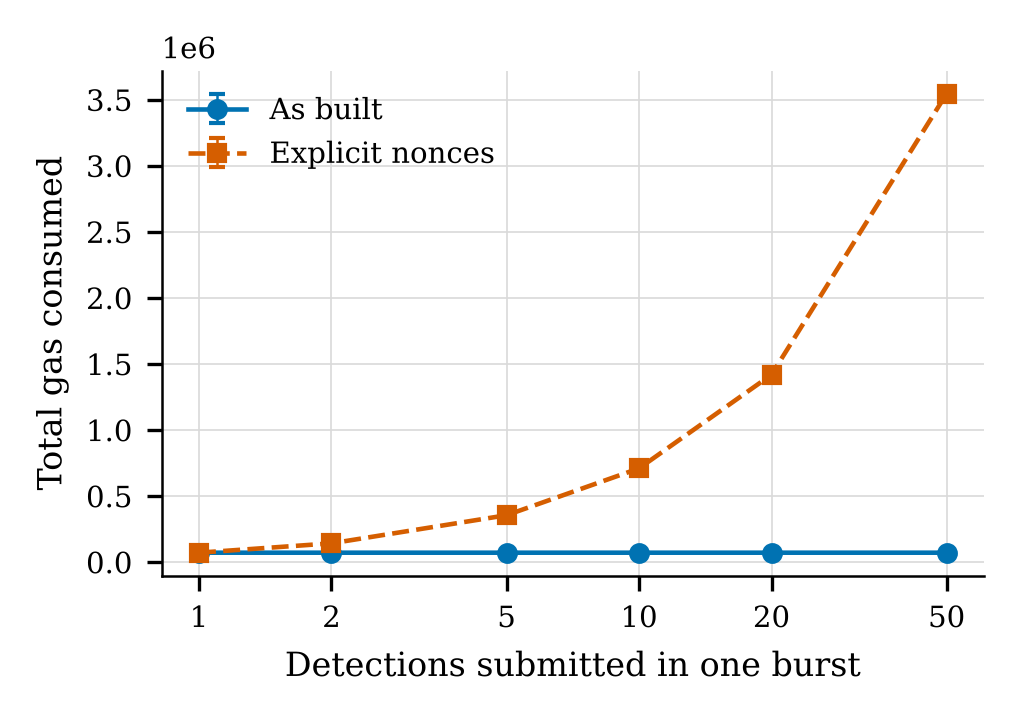 1e6
As built
Explicit nonces
Total gas consumed
3.5
3.0
2.5
2.0
1.5
1.0
0.5
0.0
1 2 5 10 20 50
Detections submitted in one burst